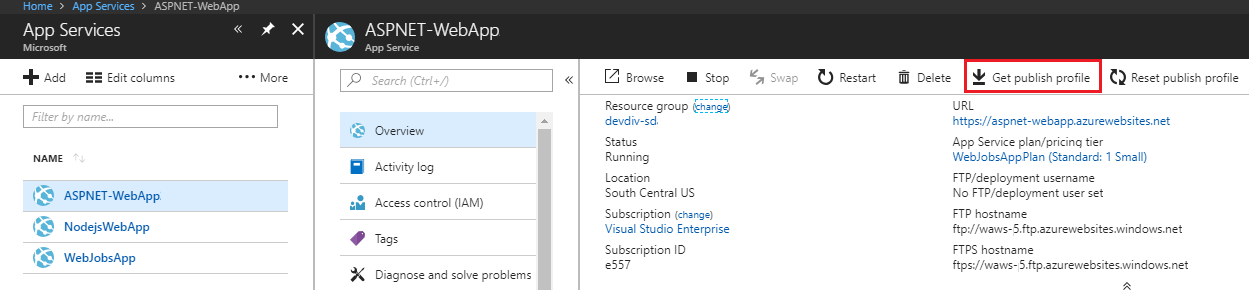 Home > App Services > ASPNET-WebApp
App Services
Microsoft
ASPNET-WebApp
App Service
Add Edit columns ··· More
Filter by name...
NAME
ASPNET-WebApp
NodejsWebApp
WebJobsApp
Search (Ctrl+/)
Overview
Activity log
Access control (IAM)
Tags
Diagnose and solve problems
Browse Stop Swap Restart Delete Get publish profile Reset publish profile
Resource group (change)
devdiv-sd
Status
Running
Location
South Central US
Subscription (change)
Visual Studio Enterprise
Subscription ID
e557
URL
https://aspnet-webapp.azurewebsites.net
App Service plan/pricing tier
WebJobsAppPlan (Standard: 1 Small)
FTP/deployment username
No FTP/deployment user set
FTP hostname
ftp://waws-5.ftp.azurewebsites.windows.net
FTPS hostname
ftps://waws-5.ftp.azurewebsites.windows.net